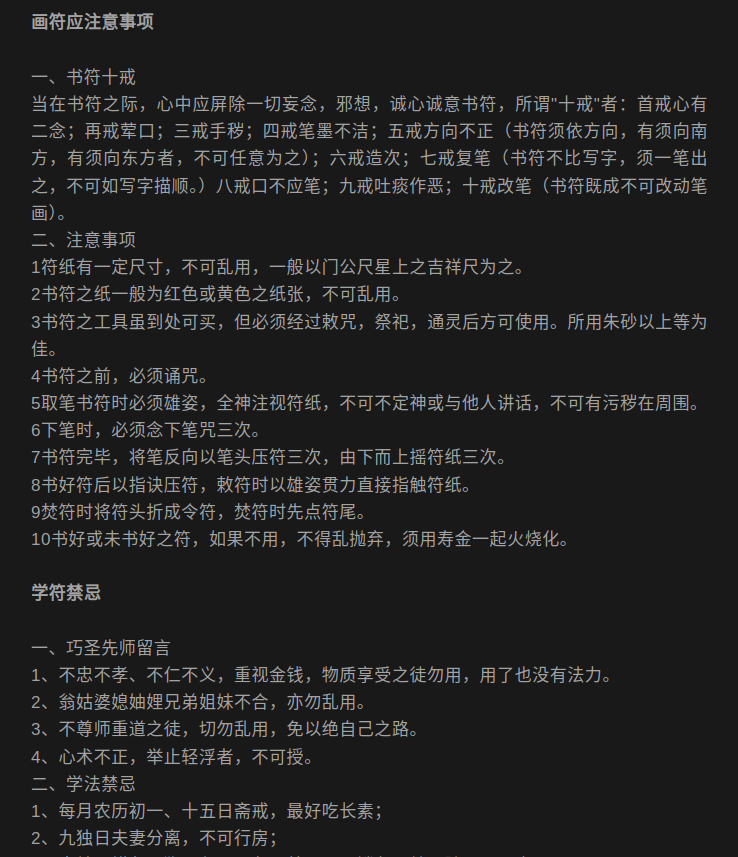 画符应注意事项
一、书符十戒
当在书符之际，心中应屏除一切妄念，邪想，诚心诚意书符，所谓"十戒"者：首戒心有
二念；再戒荤口；三戒手秽；四戒笔墨不洁；五戒方向不正（书符须依方向，有须向南
方，有须向东方者，不可任意为之）；六戒造次；七戒复笔（书符不比写字，须一笔出
之，不可如写字描顺。）八戒口不应笔；九戒吐痰作恶；十戒改笔（书符既成不可改动笔
画）。
二、注意事项
1符纸有一定尺寸，不可乱用，一般以门公尺星上之吉祥尺为之。
2书符之纸一般为红色或黄色之纸张，不可乱用。
3书符之工具虽到处可买，但必须经过敕咒，祭祀，通灵后方可使用。所用朱砂以上等为
佳。
4书符之前，必须诵咒。
5取笔书符时必须雄姿，全神注视符纸，不可不定神或与他人讲话，不可有污秽在周围。
6下笔时，必须念下笔咒三次。
7书符完毕，将笔反向以笔头压符三次，由下而上摇符纸三次。
8书好符后以指诀压符，敕符时以雄姿贯力直接指触符纸。
9焚符时将符头折成令符，焚符时先点符尾。
10书好或未书好之符，如果不用，不得乱抛弃，须用寿金一起火烧化。
学符禁忌
一、巧圣先师留言
1、不忠不孝、不仁不义，重视金钱，物质享受之徒勿用，用了也没有法力。
2、翁姑婆媳妯娌兄弟姐妹不合，亦勿乱用。
3、不尊师重道之徒，切勿乱用，免以绝自己之路。
4、心术不正，举止轻浮者，不可授。
二、学法禁忌
1、每月农历初一、十五日斋戒，最好吃长素；
2、九独日夫妻分离，不可行房；